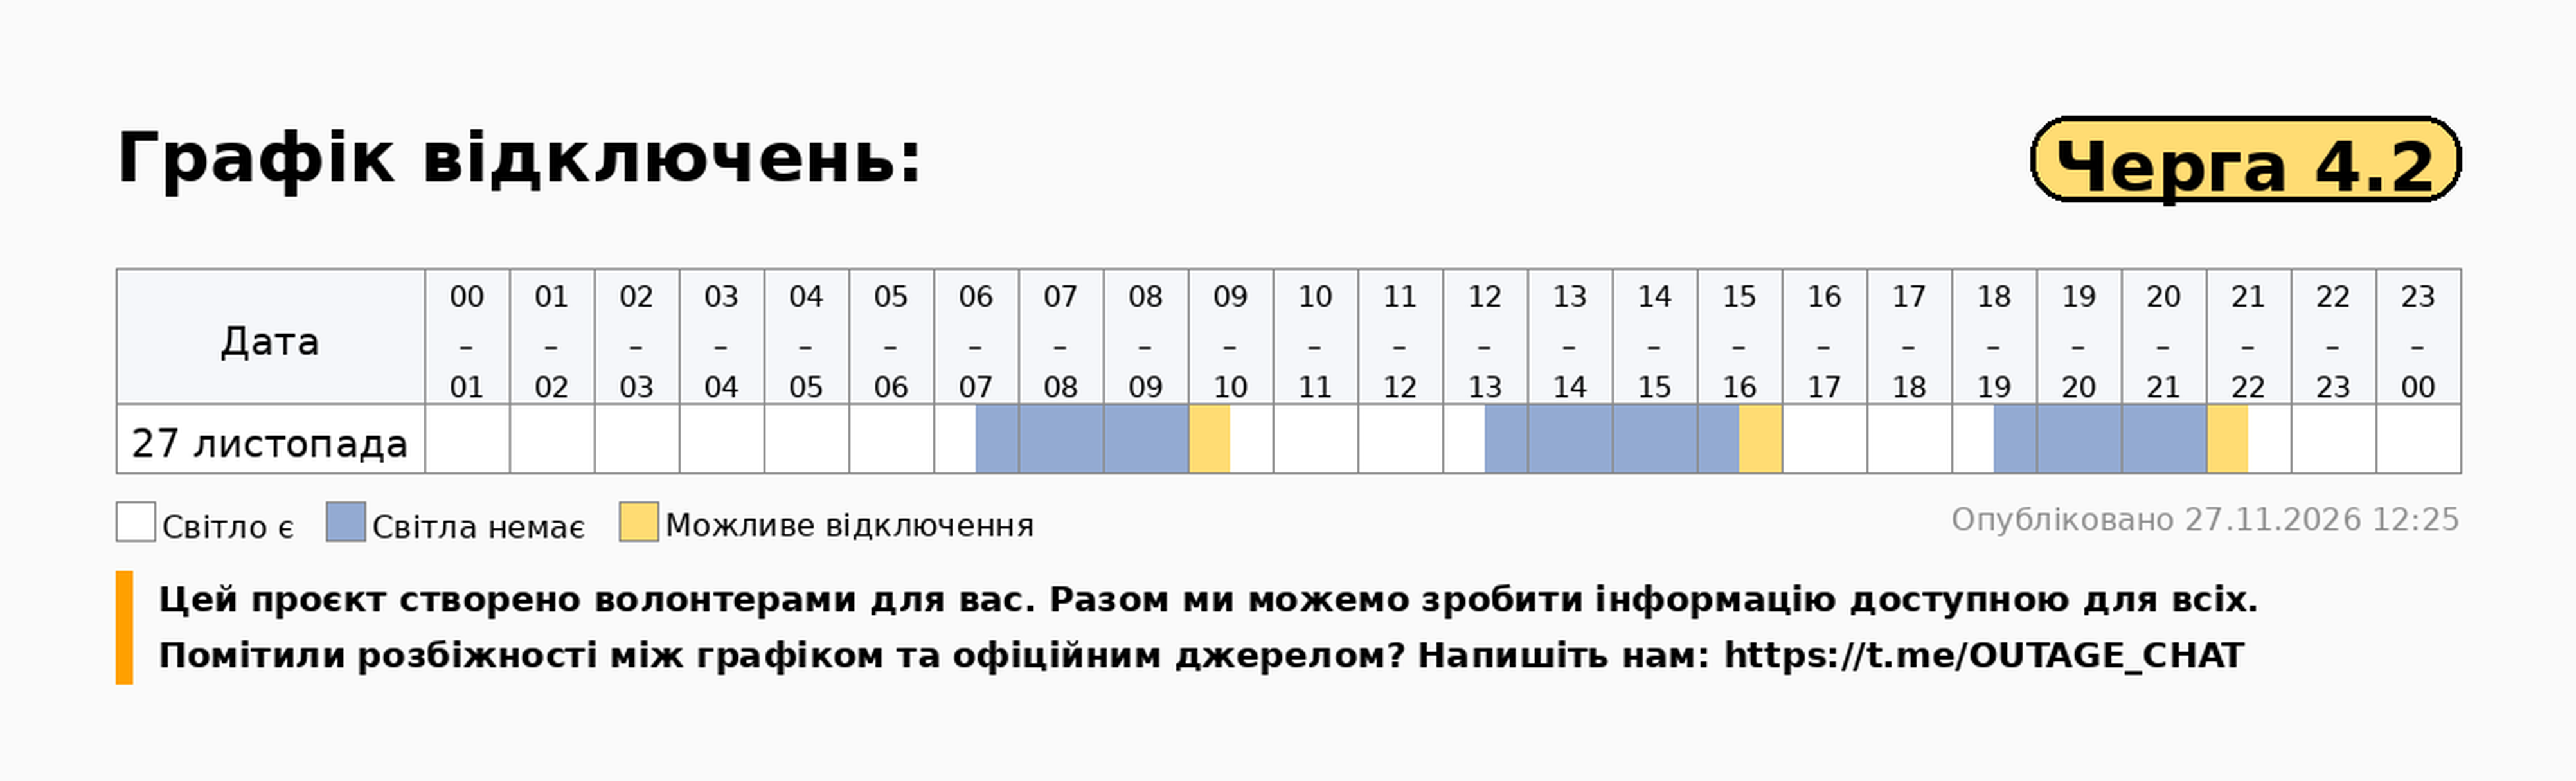 Графік відключень:
Черга 4.2
Дата
00 – 01
01 – 02
02 – 03
03 – 04
04 – 05
05 – 06
06 – 07
07 – 08
08 – 09
09 – 10
10 – 11
11 – 12
12 – 13
13 – 14
14 – 15
15 – 16
16 – 17
17 – 18
18 – 19
19 – 20
20 – 21
21 – 22
22 – 23
23 – 00
27 листопада
Світло є
Світла немає
Можливе відключення
Опубліковано 27.11.2026 12:25
Цей проєкт створено волонтерами для вас. Разом ми можемо зробити інформацію доступною для всіх.
Помітили розбіжності між графіком та офіційним джерелом? Напишіть нам: https://t.me/OUTAGE_CHAT